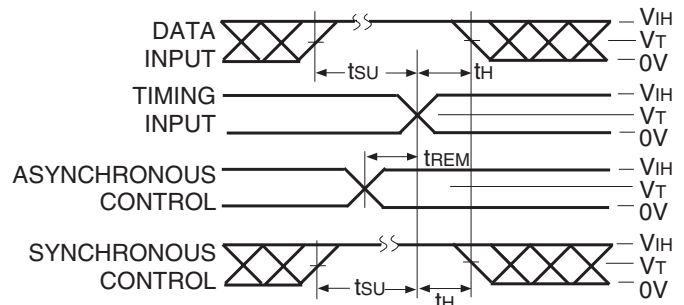 DATA INPUT
tSU
tH
VIH
VT
0V
TIMING INPUT
VIH
VT
0V
tREM
ASYNCHRONOUS CONTROL
VIH
VT
0V
SYNCHRONOUS CONTROL
tSU
tH
VIH
VT
0V